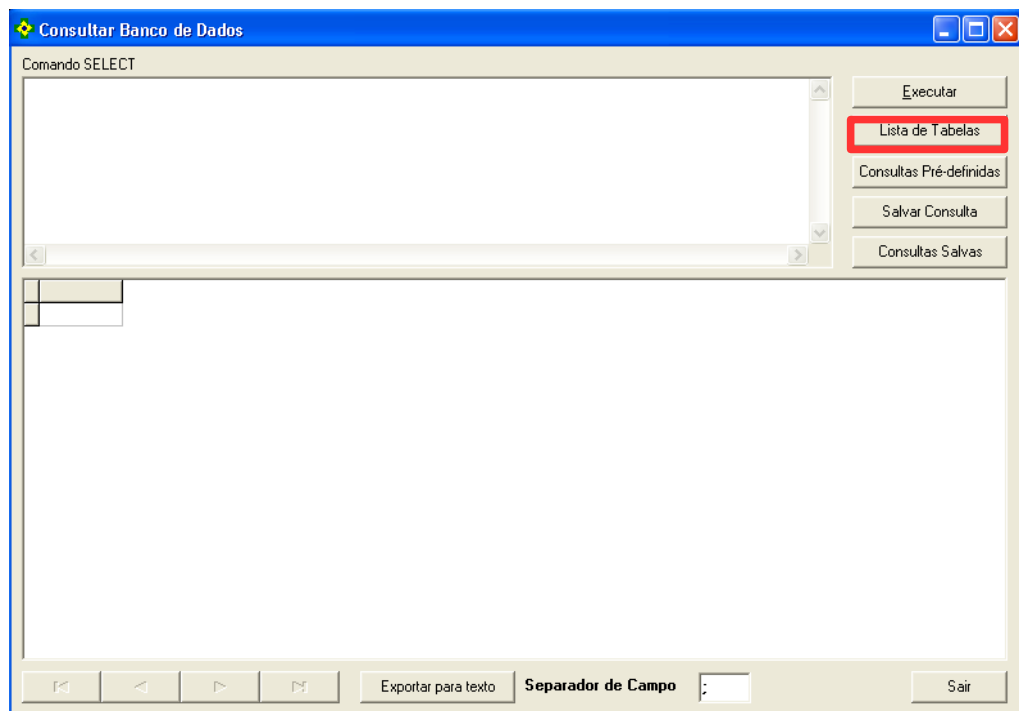 Consultar Banco de Dados
Comando SELECT
Executar
Lista de Tabelas
Consultas Pré-definidas
Salvar Consulta
Consultas Salvas
Exportar para texto
Separador de Campo
;
Sair